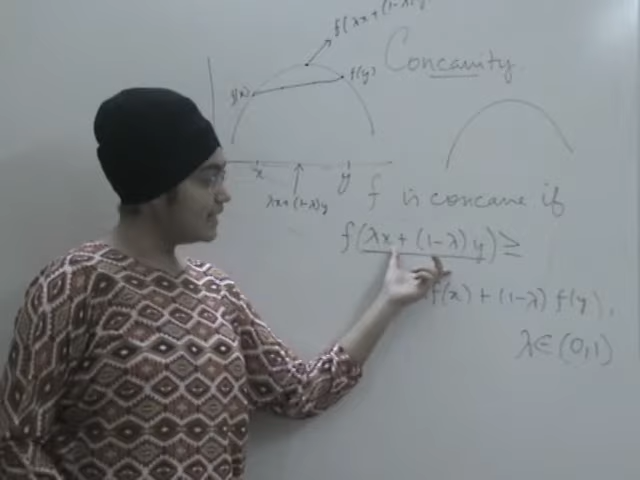 f(λx + (1-λ)y
Concavity
f(x)
f(y)
x
y
λx+(1-λ)y
f is concave if
f(λx + (1-λ)y) ≥
f(x) + (1-λ) f(y),
λ ∈ (0,1)